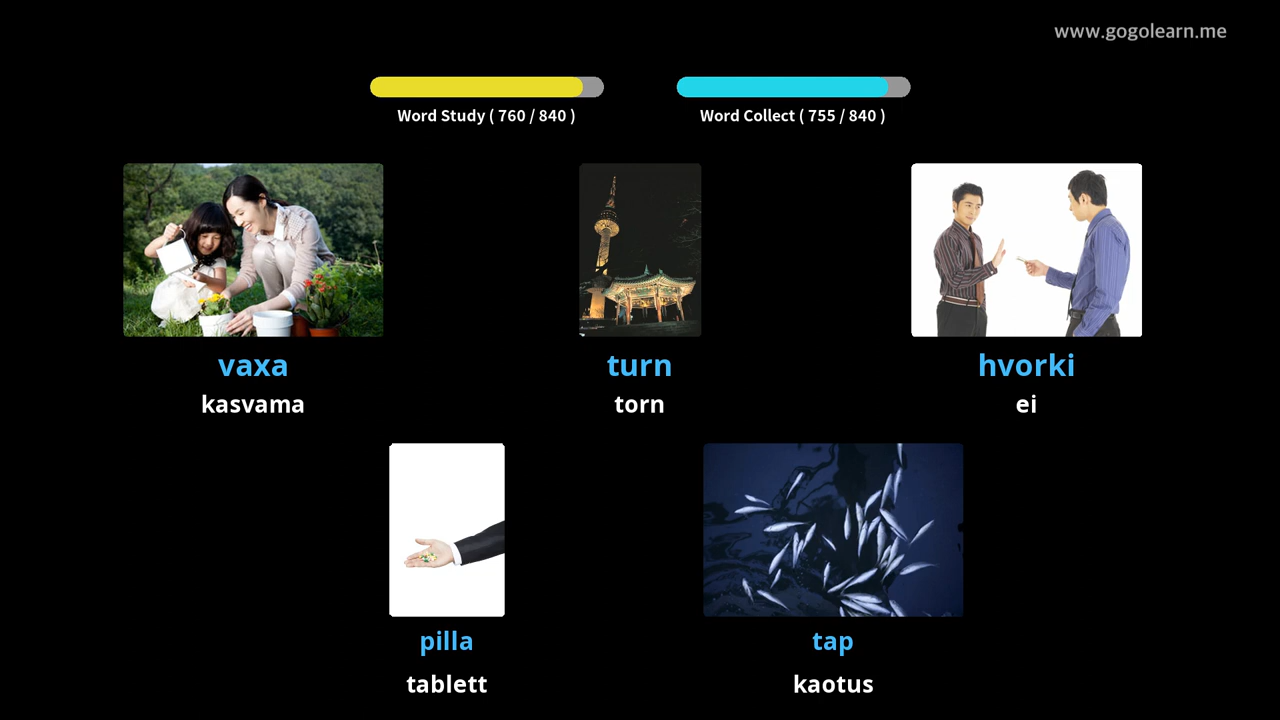 www.gogolearn.me
Word Study ( 760 / 840 )
Word Collect ( 755 / 840 )
vaxa
kasvama
turn
torn
hvorki
ei
pilla
tablett
tap
kaotus